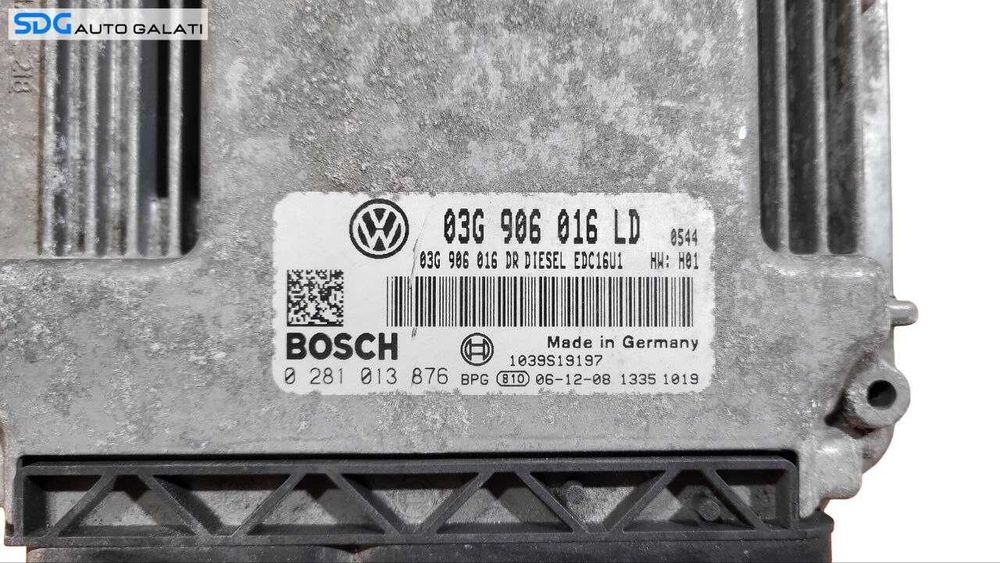 SDG AUTO GALATI
218
03G 906 016 LD 0544
03G 906 016 DR DIESEL EDC16U1 HW: H01
BOSCH
Made in Germany
1039S19197
0 281 013 876 BPG 810 06-12-08 1335 1019